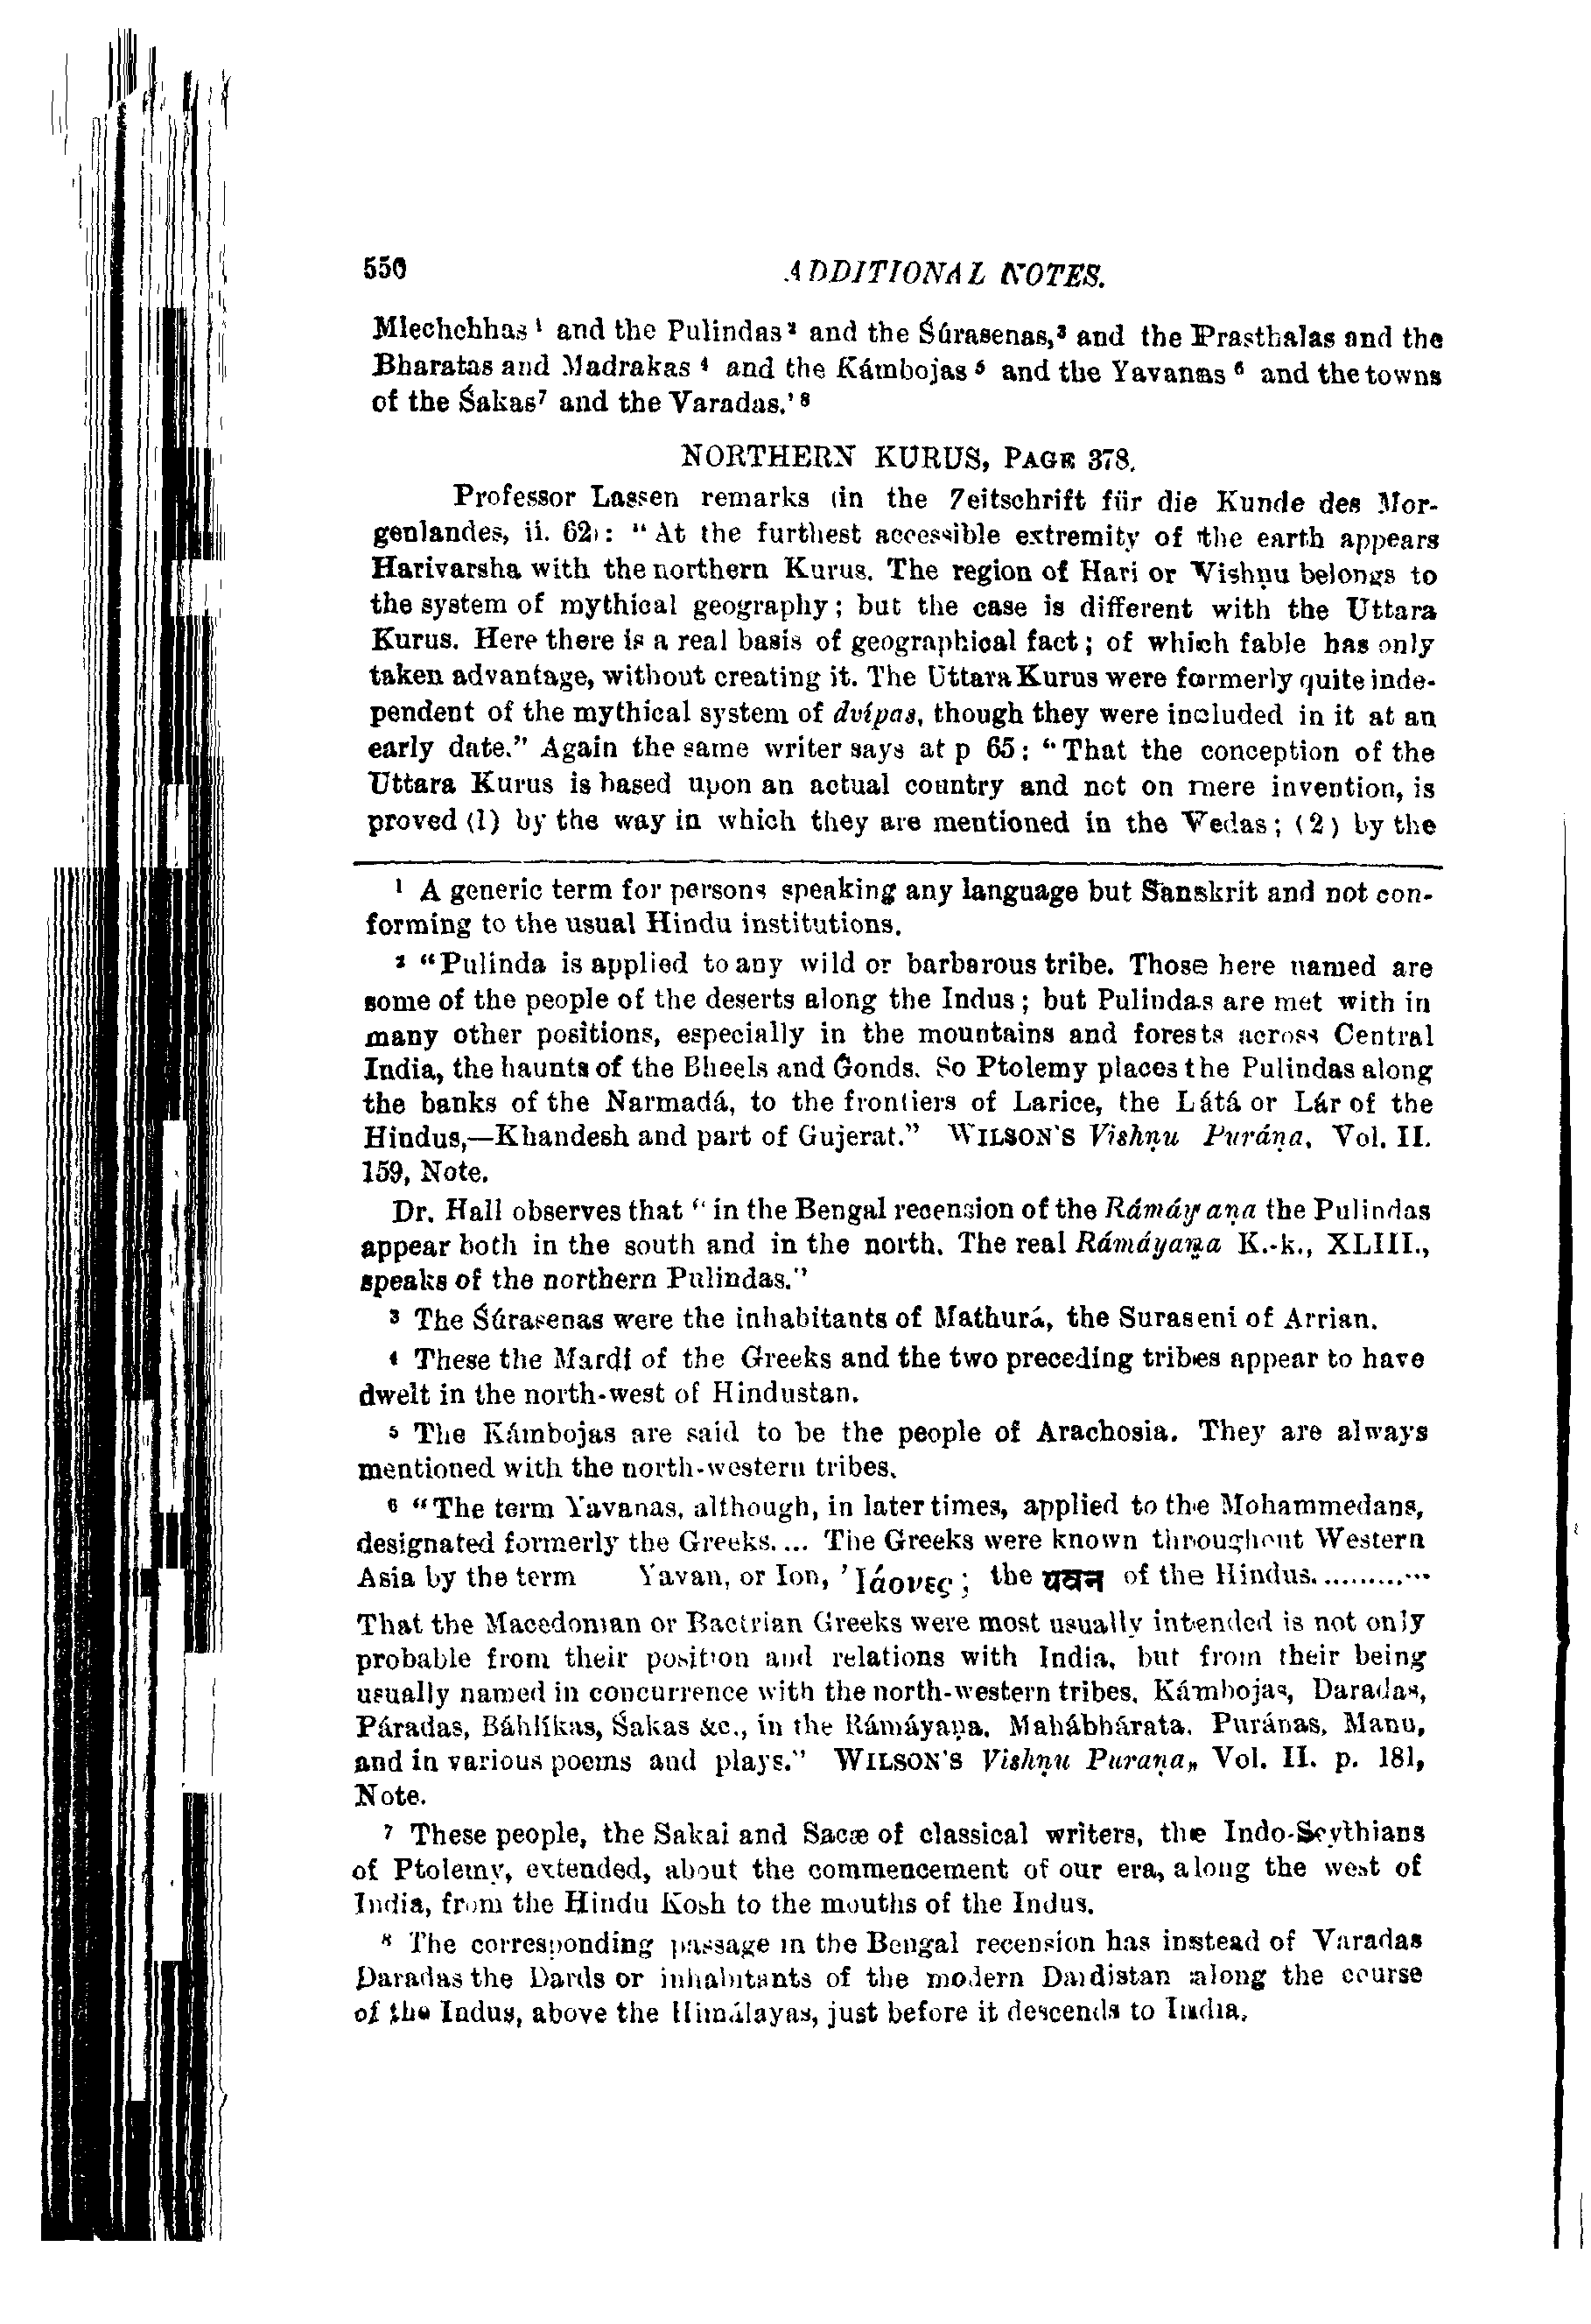 550 ADDITIONAL NOTES.
Mlechchhas ¹ and the Pulindas ² and the Śúrasenas,³ and the Prasthalas and the
Bharatas and Madrakas ⁴ and the Kámbojas ⁵ and the Yavanas ⁶ and the towns
of the Śakas⁷ and the Varadas.’ ⁸
NORTHERN KURUS, PAGE 378.
Professor Lassen remarks (in the Zeitschrift für die Kunde des Mor-
genlandes, ii. 62): “At the furthest accessible extremity of the earth appears
Harivarsha with the northern Kurus. The region of Hari or Vishṇu belongs to
the system of mythical geography; but the case is different with the Uttara
Kurus. Here there is a real basis of geographical fact; of which fable has only
taken advantage, without creating it. The Uttara Kurus were formerly quite inde-
pendent of the mythical system of dvípas, though they were included in it at an
early date.” Again the same writer says at p 65: “That the conception of the
Uttara Kurus is based upon an actual country and not on mere invention, is
proved (1) by the way in which they are mentioned in the Vedas; (2) by the
¹ A generic term for persons speaking any language but Sanskrit and not con-
forming to the usual Hindu institutions.
² “Pulinda is applied to any wild or barbarous tribe. Those here named are
some of the people of the deserts along the Indus; but Pulindas are met with in
many other positions, especially in the mountains and forests across Central
India, the haunts of the Bheels and Gonds. So Ptolemy places the Pulindas along
the banks of the Narmadá, to the frontiers of Larice, the Látá or Lár of the
Hindus,—Khandesh and part of Gujerat.” WILSON'S Vishṇu Puráṇa, Vol. II.
159, Note.
Dr. Hall observes that “in the Bengal recension of the Rámáyaṇa the Pulindas
appear both in the south and in the north. The real Rámáyaṇa K.-k., XLIII.,
speaks of the northern Pulindas.”
³ The Śúrasenas were the inhabitants of Mathurá, the Suraseni of Arrian.
⁴ These the Mardi of the Greeks and the two preceding tribes appear to have
dwelt in the north-west of Hindustan.
⁵ The Kámbojas are said to be the people of Arachosia. They are always
mentioned with the north-western tribes.
⁶ “The term Yavanas, although, in later times, applied to the Mohammedans,
designated formerly the Greeks.... The Greeks were known throughout Western
Asia by the term Yavan, or Ion, ’Ιάονες; the यवन of the Hindus.............
That the Macedonian or Bactrian Greeks were most usually intended is not only
probable from their position and relations with India, but from their being
usually named in concurrence with the north-western tribes, Kámbojas, Daradas,
Páradas, Báhlíkas, Śakas &c., in the Rámáyaṇa, Mahábhárata, Puránas, Manu,
and in various poems and plays.” WILSON'S Vishṇu Puraṇa, Vol. II. p. 181,
Note.
⁷ These people, the Sakai and Sacæ of classical writers, the Indo-Scythians
of Ptolemy, extended, about the commencement of our era, along the west of
India, from the Hindu Kosh to the mouths of the Indus.
⁸ The corresponding passage in the Bengal recension has instead of Varadas
Daradas the Dards or inhabitants of the modern Dardistan along the course
of the Indus, above the Himálayas, just before it descends to India.